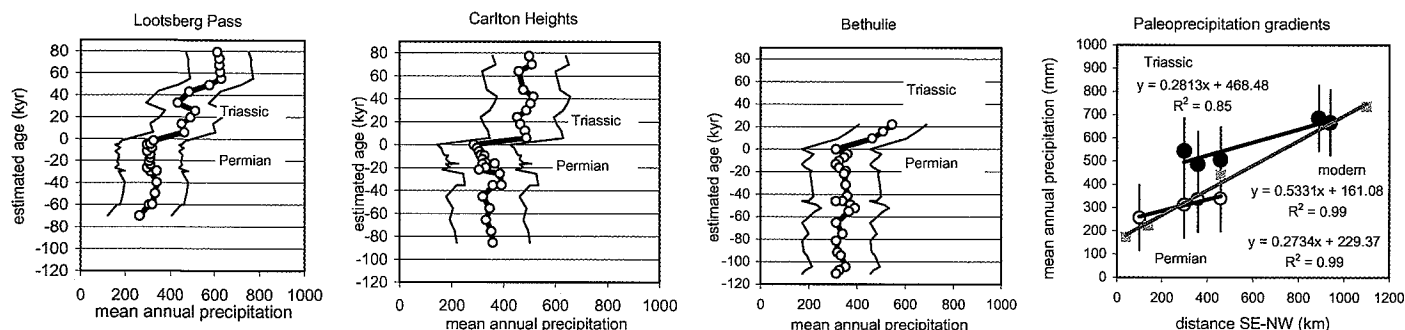 Lootsberg Pass
80
60
40
20
0
-20
-40
-60
-80
-100
-120
estimated age (kyr)
Triassic
Permian
0 200 400 600 800 1000
mean annual precipitation
Carlton Heights
80
60
40
20
0
-20
-40
-60
-80
-100
-120
estimated age (kyr)
Triassic
Permian
0 200 400 600 800 1000
mean annual precipitation
Bethulie
80
60
40
20
0
-20
-40
-60
-80
-100
-120
estimated age (kyr)
Triassic
Permian
0 200 400 600 800 1000
mean annual precipitation
Paleoprecipitation gradients
1000
900
800
700
600
500
400
300
200
100
0
mean annual precipitation (mm)
Triassic
y = 0.2813x + 468.48
R² = 0.85
modern
y = 0.5331x + 161.08
R² = 0.99
y = 0.2734x + 229.37
R² = 0.99
Permian
0 200 400 600 800 1000 1200
distance SE-NW (km)